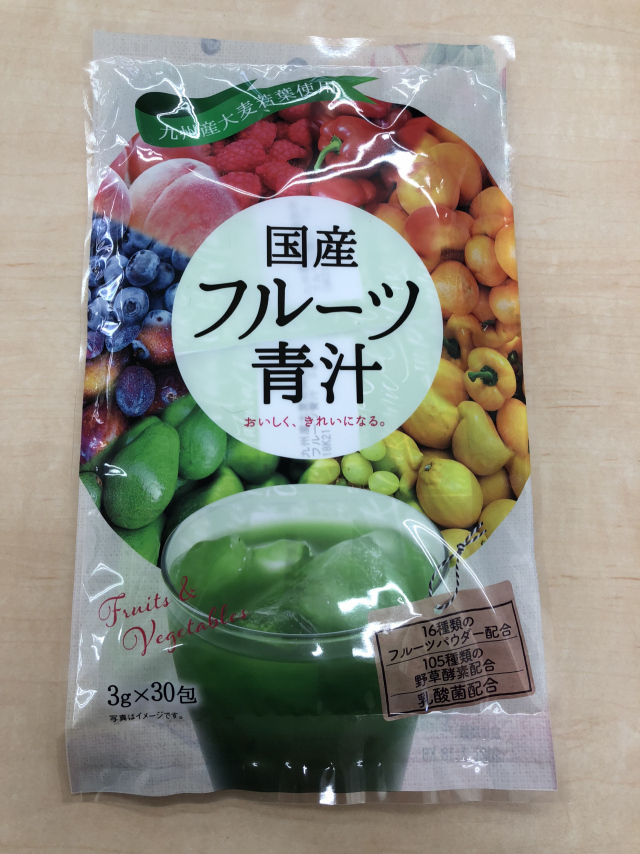 九州産大麦若葉使用
国産
フルーツ
青汁
おいしく、きれいになる。
Fruits &
Vegetables
16種類の
フルーツパウダー配合
105種類の
野草酵素配合
乳酸菌配合
3g×30包
写真はイメージです。